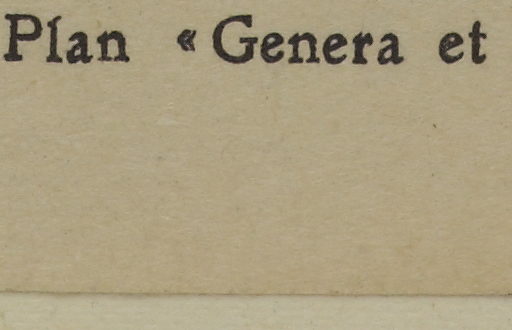 Plan « Genera et